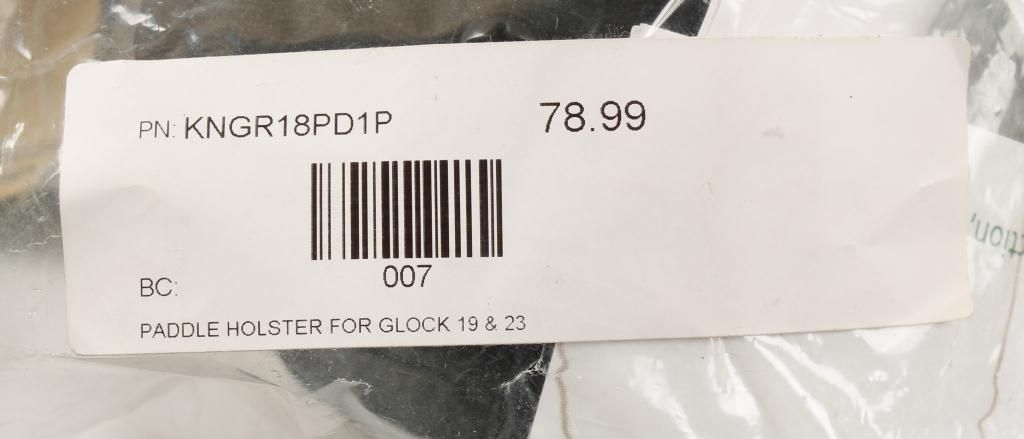 PN: KNGR18PD1P 78.99
007
BC:
PADDLE HOLSTER FOR GLOCK 19 & 23